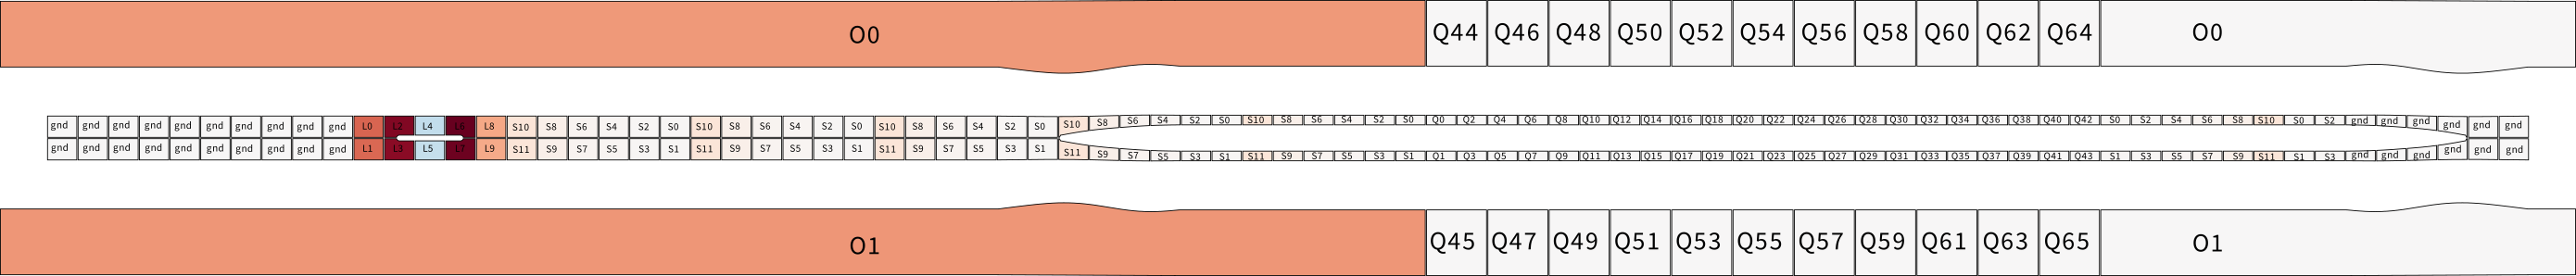 O0 Q44 Q46 Q48 Q50 Q52 Q54 Q56 Q58 Q60 Q62 Q64 O0
gnd gnd gnd gnd gnd gnd gnd gnd gnd gnd L0 L2 L4 L6 L8 S10 S8 S6 S4 S2 S0 S10 S8 S6 S4 S2 S0 S10 S8 S6 S4 S2 S0 S10 S8 S6 S4 S2 S0 S10 S8 S6 S4 S2 S0 Q0 Q2 Q4 Q6 Q8 Q10 Q12 Q14 Q16 Q18 Q20 Q22 Q24 Q26 Q28 Q30 Q32 Q34 Q36 Q38 Q40 Q42 S0 S2 S4 S6 S8 S10 S0 S2 gnd gnd gnd gnd gnd gnd
gnd gnd gnd gnd gnd gnd gnd gnd gnd gnd L1 L3 L5 L7 L9 S11 S9 S7 S5 S3 S1 S11 S9 S7 S5 S3 S1 S11 S9 S7 S5 S3 S1 S11 S9 S7 S5 S3 S1 S11 S9 S7 S5 S3 S1 Q1 Q3 Q5 Q7 Q9 Q11 Q13 Q15 Q17 Q19 Q21 Q23 Q25 Q27 Q29 Q31 Q33 Q35 Q37 Q39 Q41 Q43 S1 S3 S5 S7 S9 S11 S1 S3 gnd gnd gnd gnd gnd gnd
O1 Q45 Q47 Q49 Q51 Q53 Q55 Q57 Q59 Q61 Q63 Q65 O1